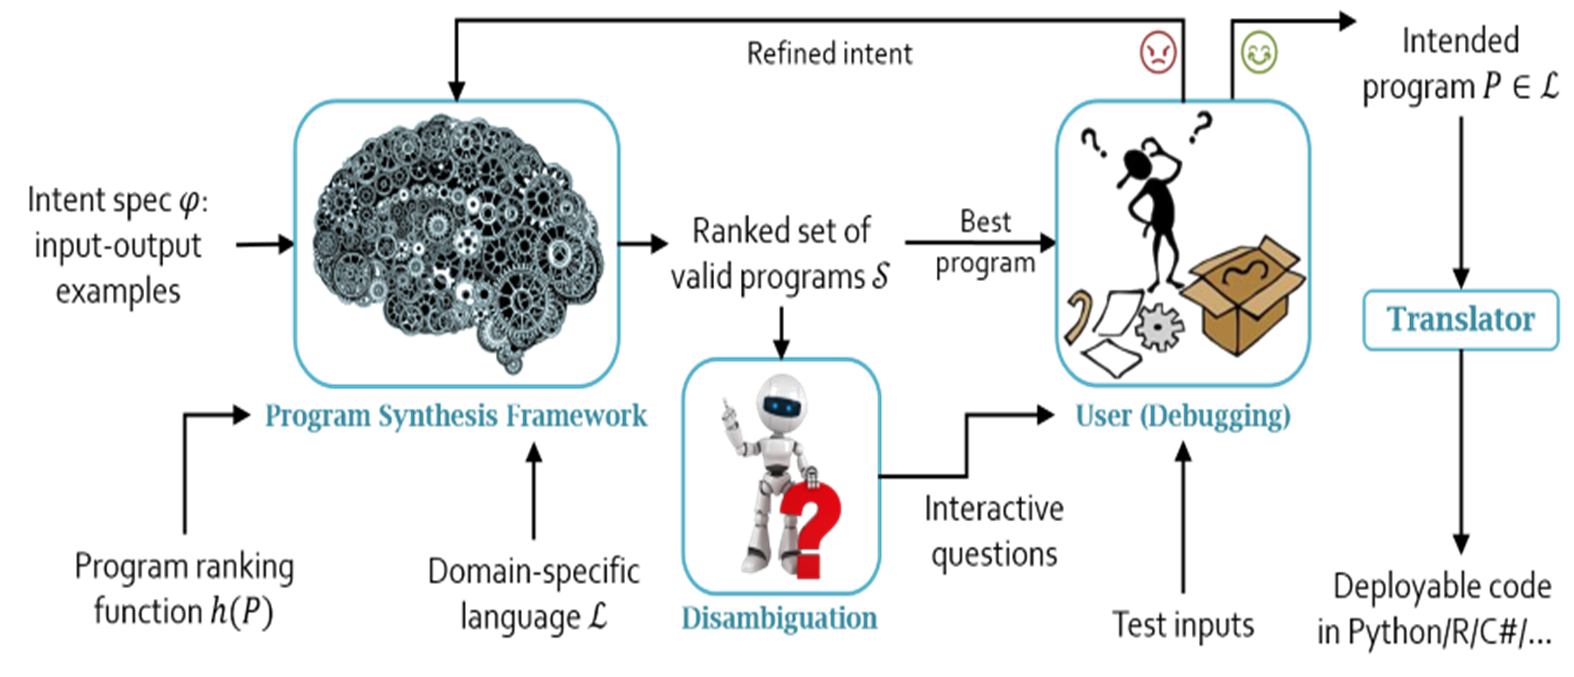 Refined intent
Intended
program P ∈ ℒ
Intent spec φ:
input-output
examples
Ranked set of
valid programs 𝒮
Best
program
Translator
Program Synthesis Framework
User (Debugging)
Interactive
questions
Program ranking
function h(P)
Domain-specific
language ℒ
Disambiguation
Test inputs
Deployable code
in Python/R/C#/...